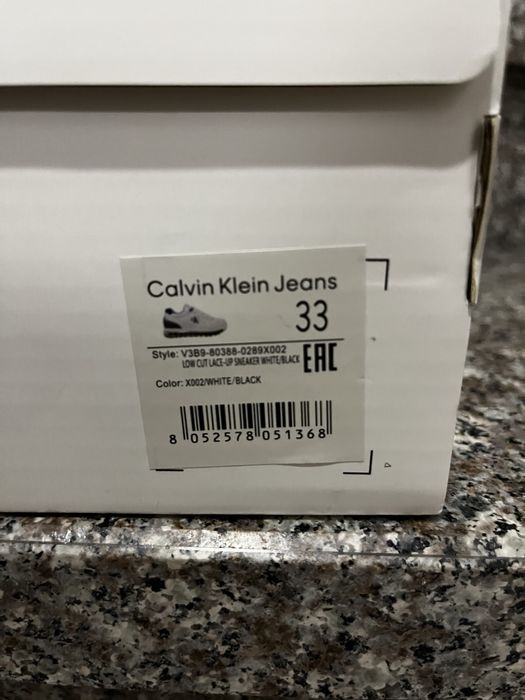 Calvin Klein Jeans
33
Style: V3B9-80388-0289X002
LOW CUT LACE-UP SNEAKER WHITE/BLACK
EAC
Color: X002/WHITE/BLACK
8 052578 051368